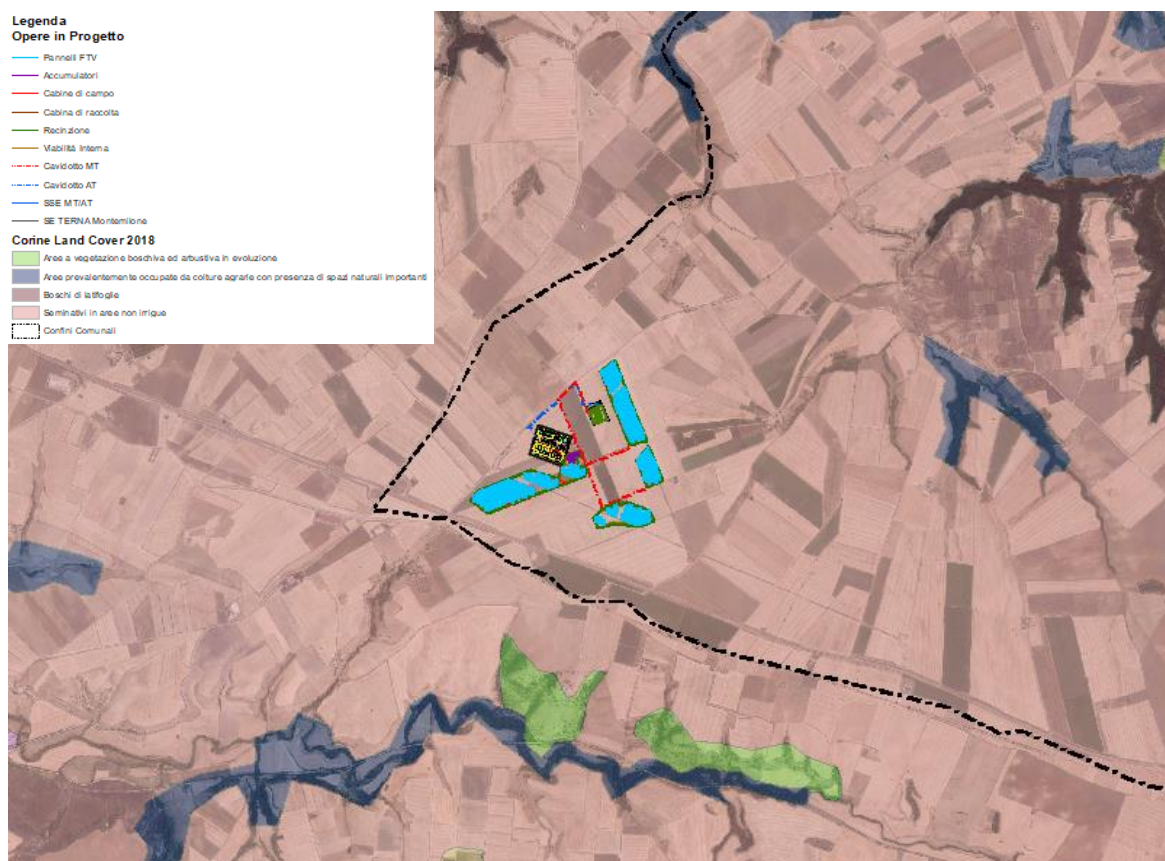 Legenda
Opere in Progetto
Pannelli FTV
Accumulatori
Cabine di campo
Cabina di raccolta
Recinzione
Viabilità Interna
Cavidotto MT
Cavidotto AT
SSE MT/AT
SE TERNA Montemilone
Corine Land Cover 2018
Aree a vegetazione boschiva ed arbustiva in evoluzione
Aree prevalentemente occupate da colture agrarie con presenza di spazi naturali importanti
Boschi di latifoglie
Seminativi in aree non irrigue
Confini Comunali